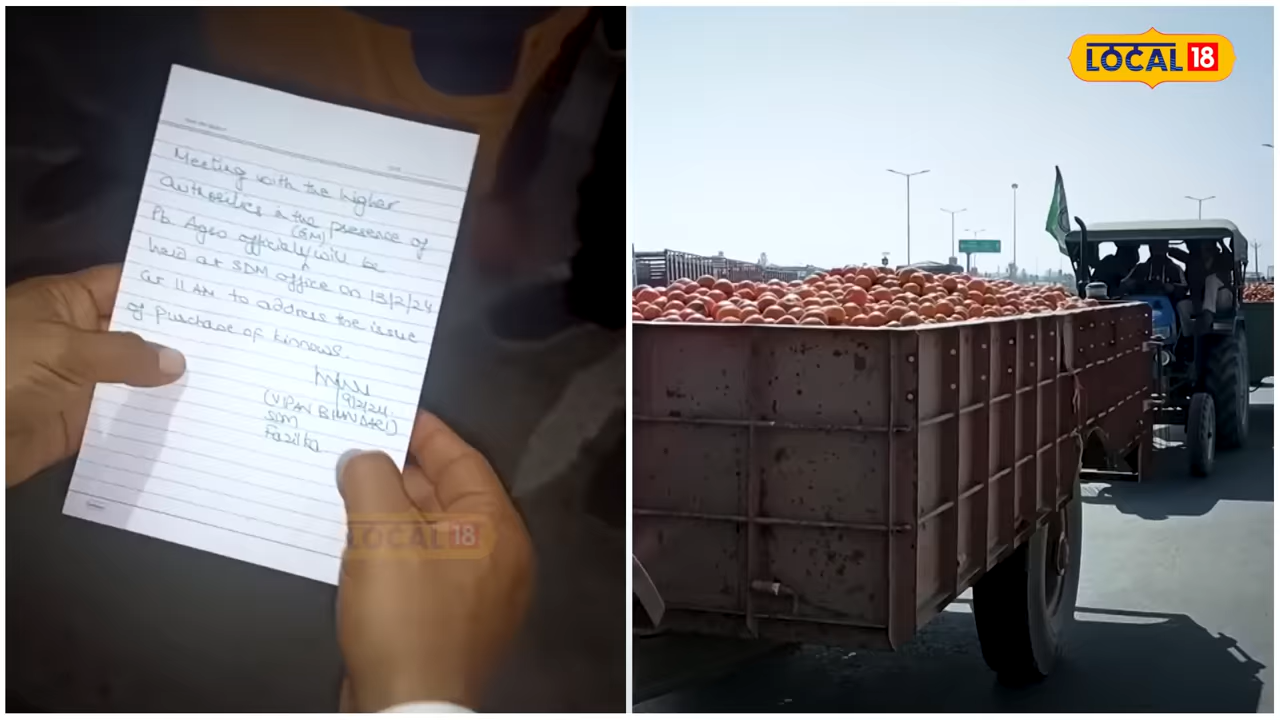 Meeting with the higher
authorities in the presence of
Pb. Agro officials (GM) will be
held at SDM office on 13/2/24
at 11 AM to address the issue
of purchase of kinnows.
9/2/24
(VIPAN BHANDARI)
SDM
Fazilka
LOCAL 18
LOCAL 18